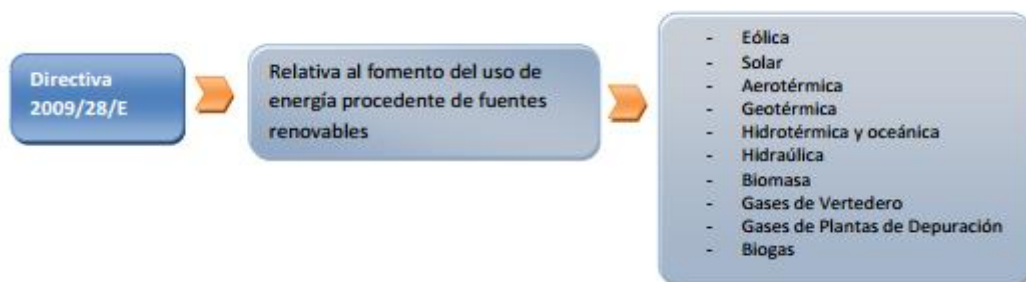 Directiva
2009/28/E
Relativa al fomento del uso de
energía procedente de fuentes
renovables
- Eólica
- Solar
- Aerotérmica
- Geotérmica
- Hidrotérmica y oceánica
- Hidraúlica
- Biomasa
- Gases de Vertedero
- Gases de Plantas de Depuración
- Biogas